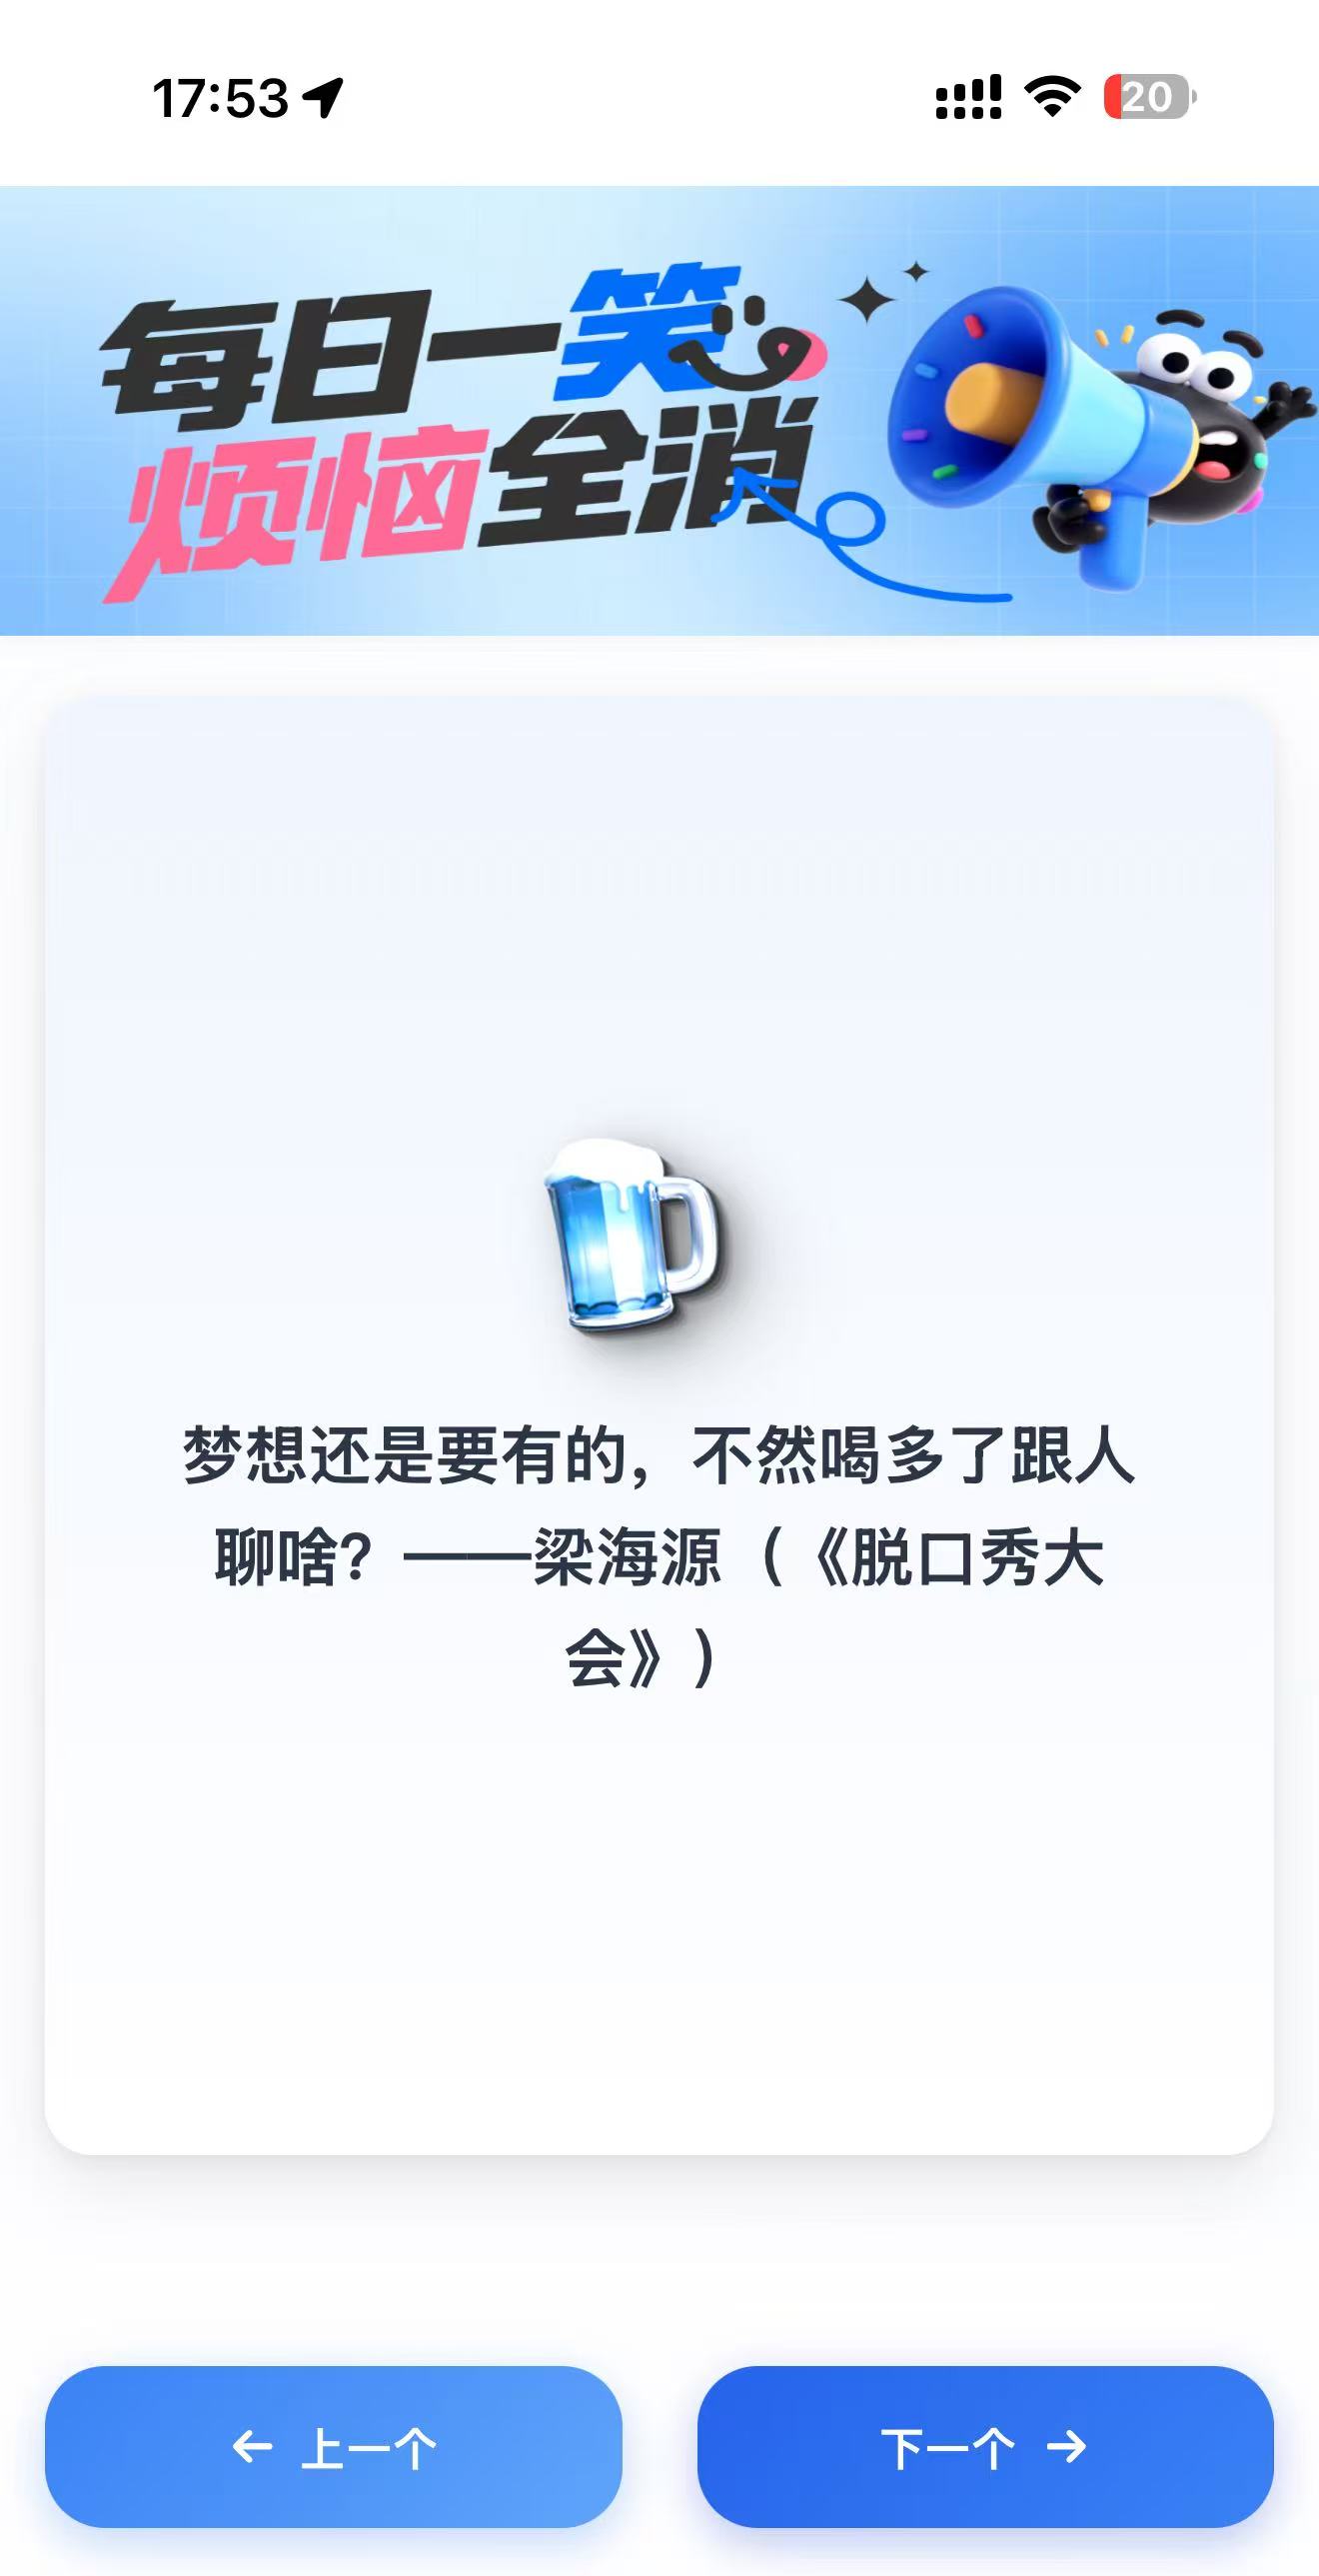 17:53
20
每日一笑
烦恼全消
梦想还是要有的，不然喝多了跟人
聊啥？——梁海源（《脱口秀大
会》）
← 上一个
下一个 →